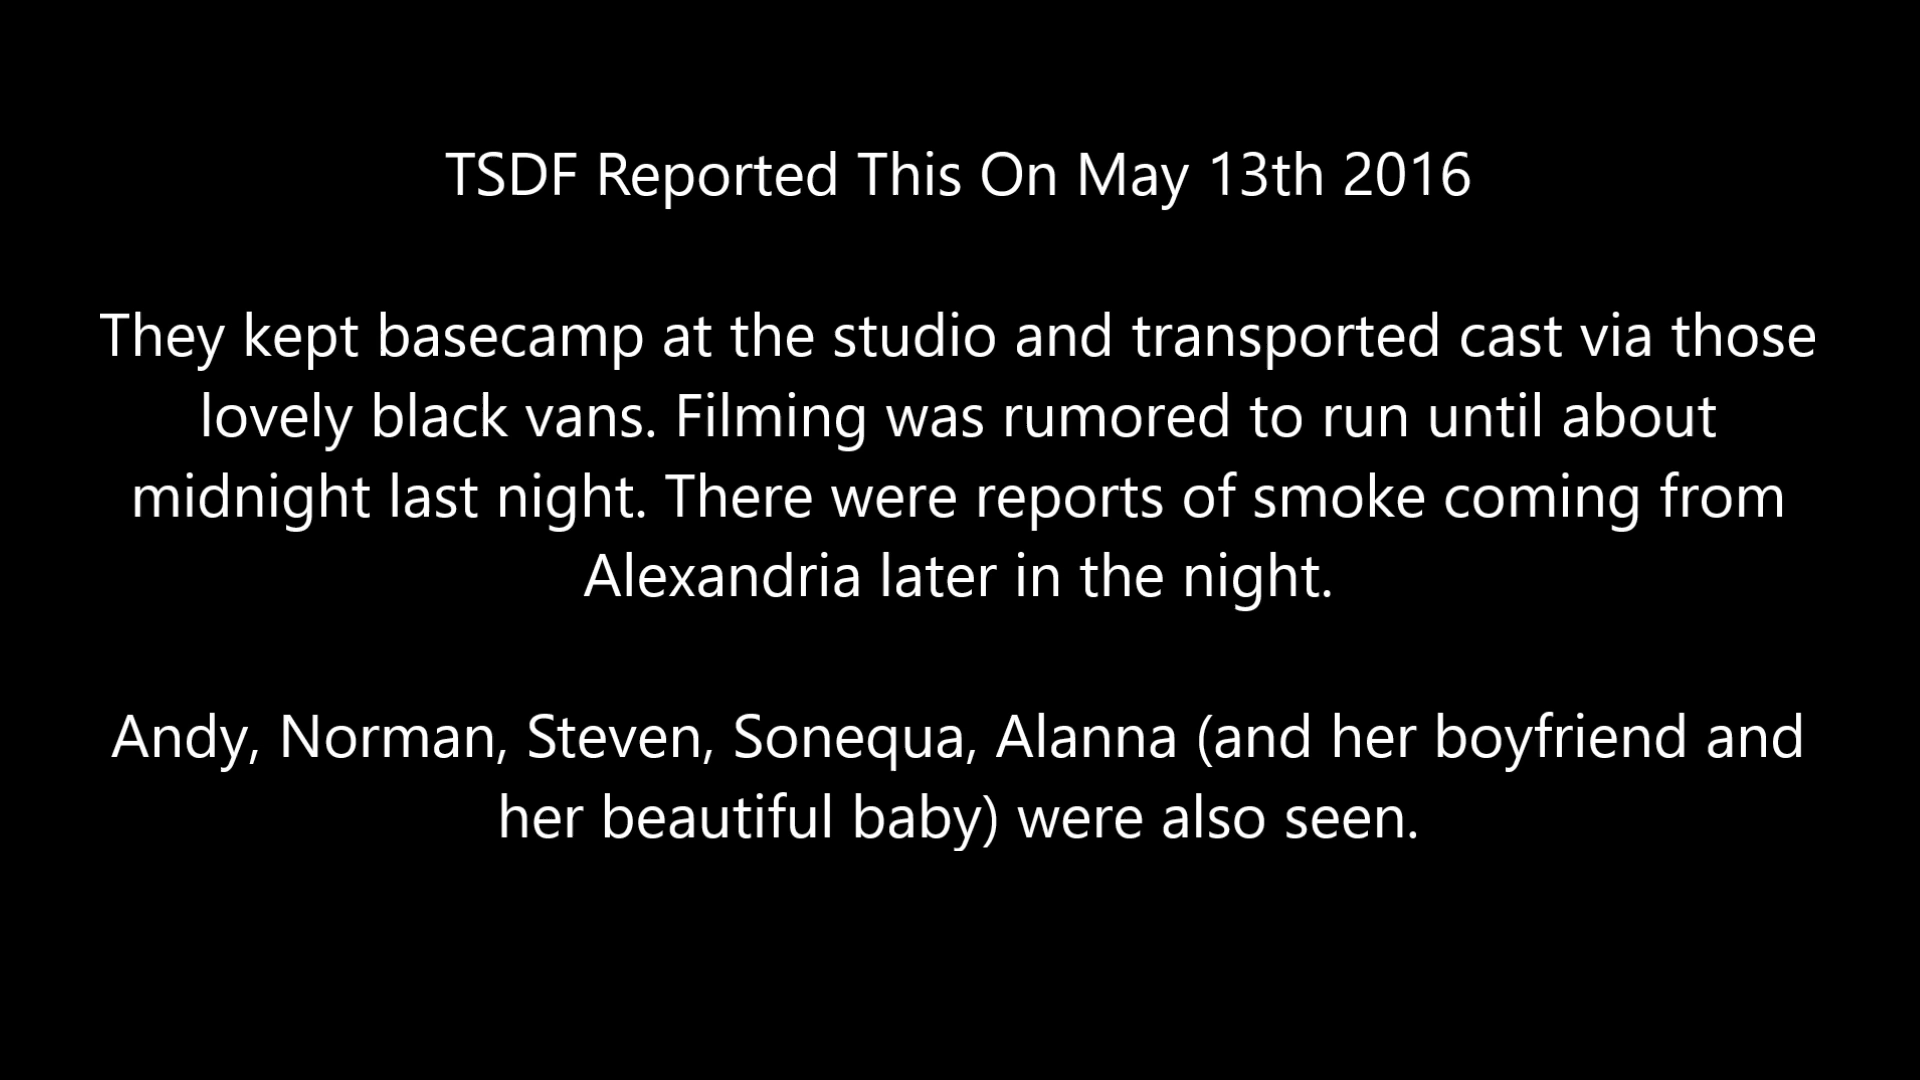 TSDF Reported This On May 13th 2016
They kept basecamp at the studio and transported cast via those
lovely black vans. Filming was rumored to run until about
midnight last night. There were reports of smoke coming from
Alexandria later in the night.
Andy, Norman, Steven, Sonequa, Alanna (and her boyfriend and
her beautiful baby) were also seen.